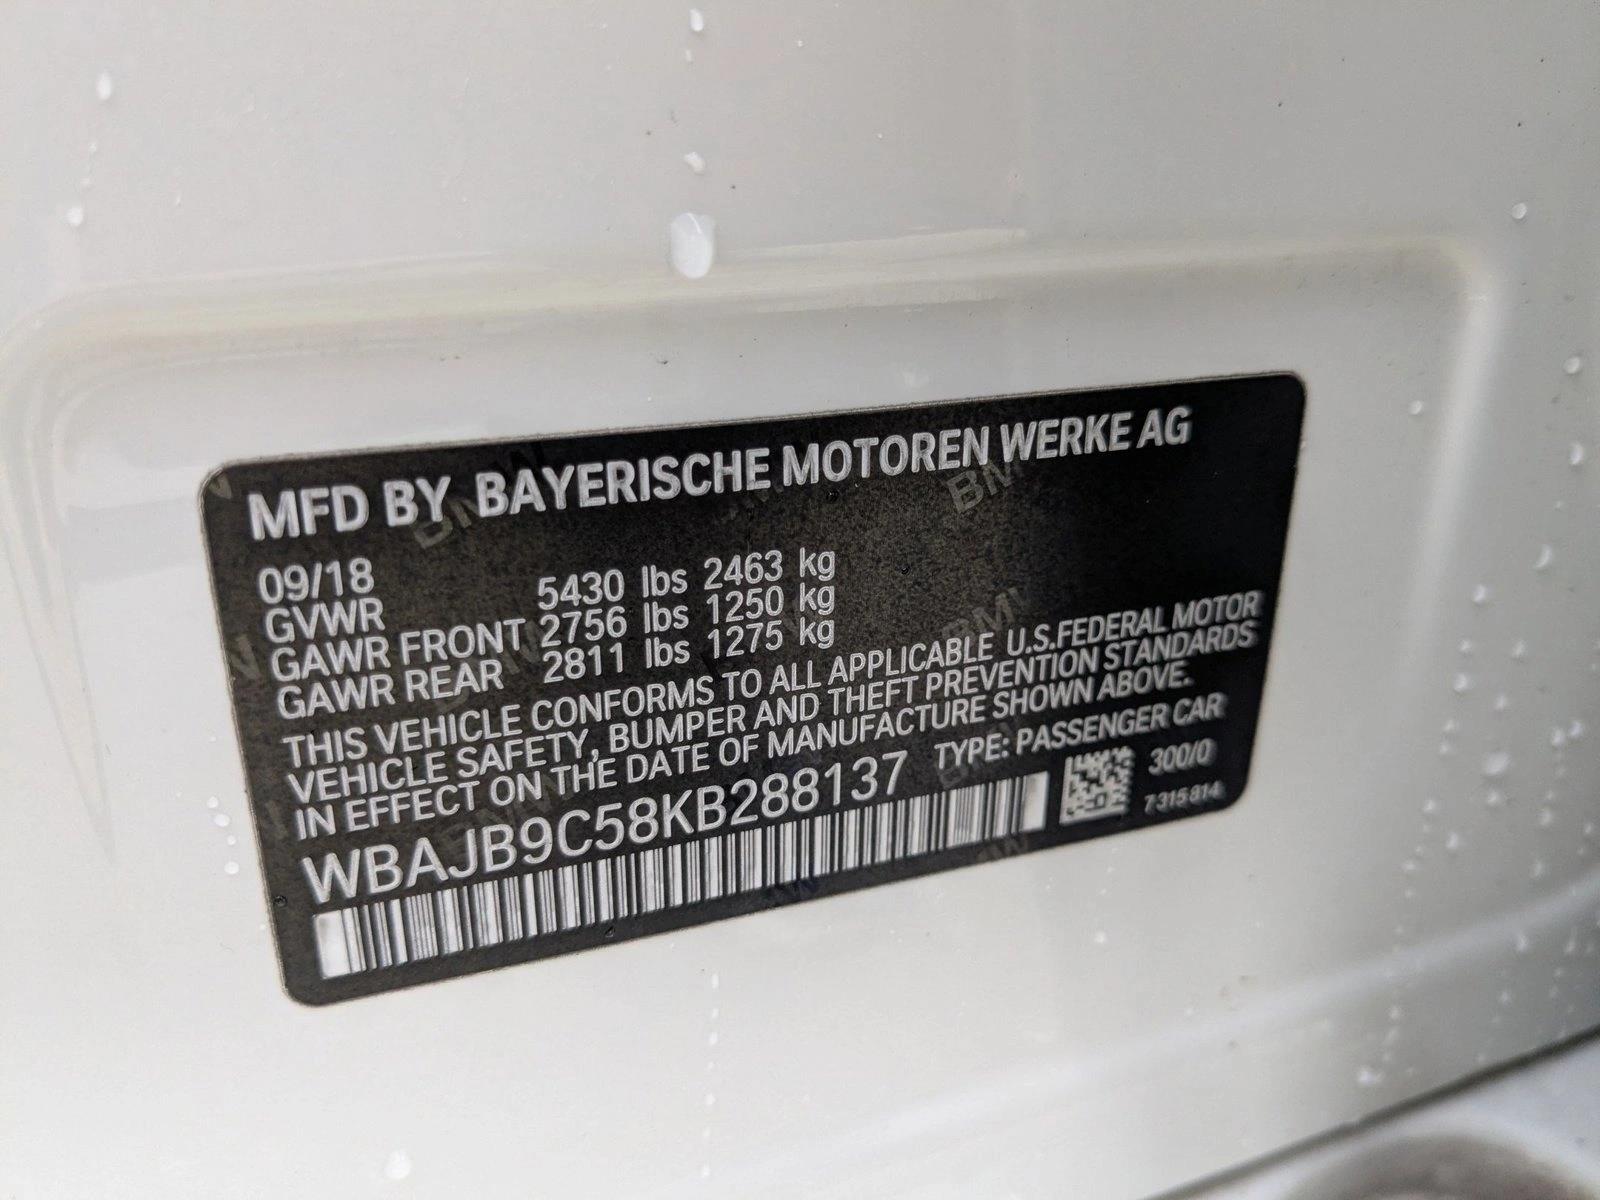 MFD BY BAYERISCHE MOTOREN WERKE AG
09/18
GVWR 5430 lbs 2463 kg
GAWR FRONT 2756 lbs 1250 kg
GAWR REAR 2811 lbs 1275 kg
THIS VEHICLE CONFORMS TO ALL APPLICABLE U.S.FEDERAL MOTOR
VEHICLE SAFETY, BUMPER AND THEFT PREVENTION STANDARDS
IN EFFECT ON THE DATE OF MANUFACTURE SHOWN ABOVE.
WBAJB9C58KB288137 TYPE: PASSENGER CAR
300/0
7 315 814